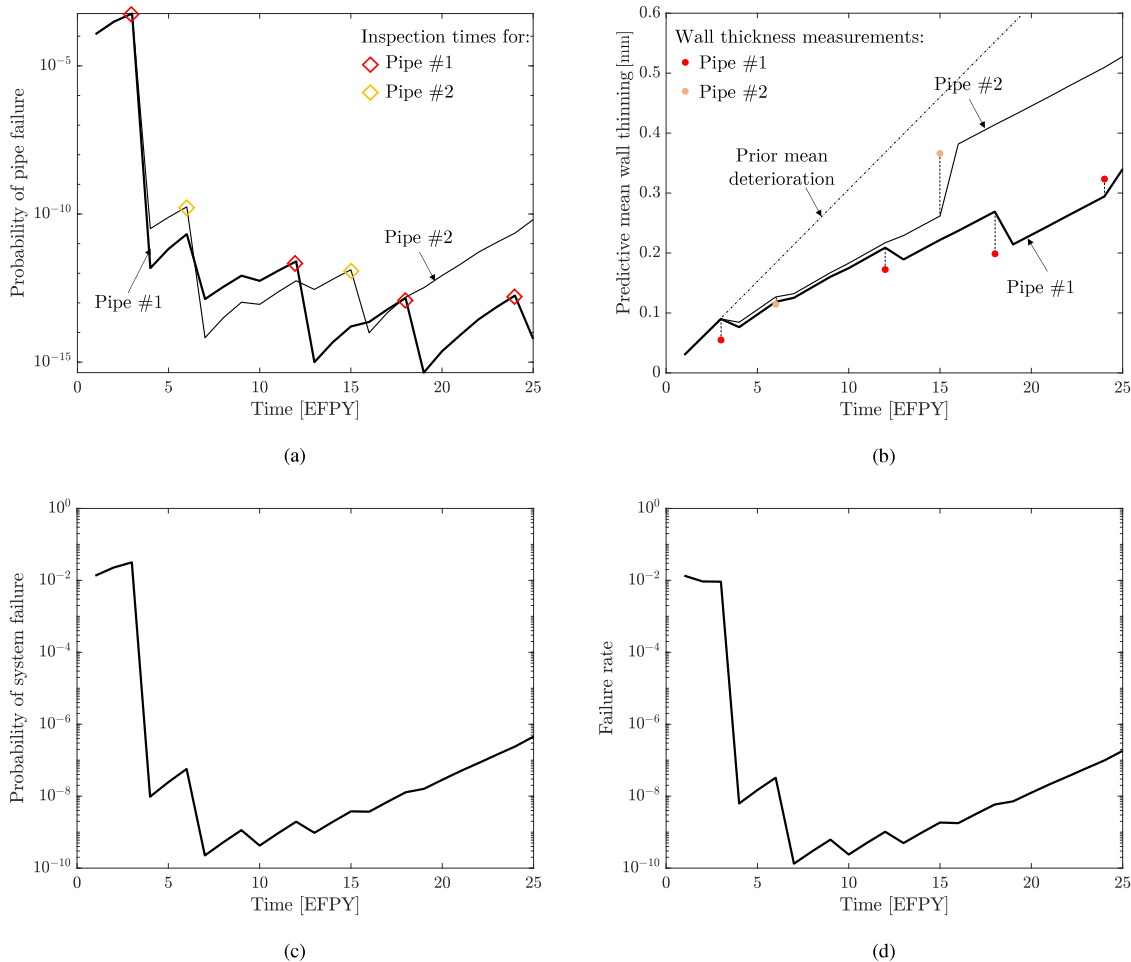 Probability of pipe failure
10^-5
10^-10
10^-15
Inspection times for:
Pipe #1
Pipe #2
Pipe #2
Pipe #1
0 5 10 15 20 25
Time [EFPY]
(a)
Predictive mean wall thinning [mm]
0.6
0.5
0.4
0.3
0.2
0.1
0
Wall thickness measurements:
Pipe #1
Pipe #2
Pipe #2
Prior mean
deterioration
Pipe #1
0 5 10 15 20 25
Time [EFPY]
(b)
Probability of system failure
10^0
10^-2
10^-4
10^-6
10^-8
10^-10
0 5 10 15 20 25
Time [EFPY]
(c)
Failure rate
10^0
10^-2
10^-4
10^-6
10^-8
10^-10
0 5 10 15 20 25
Time [EFPY]
(d)